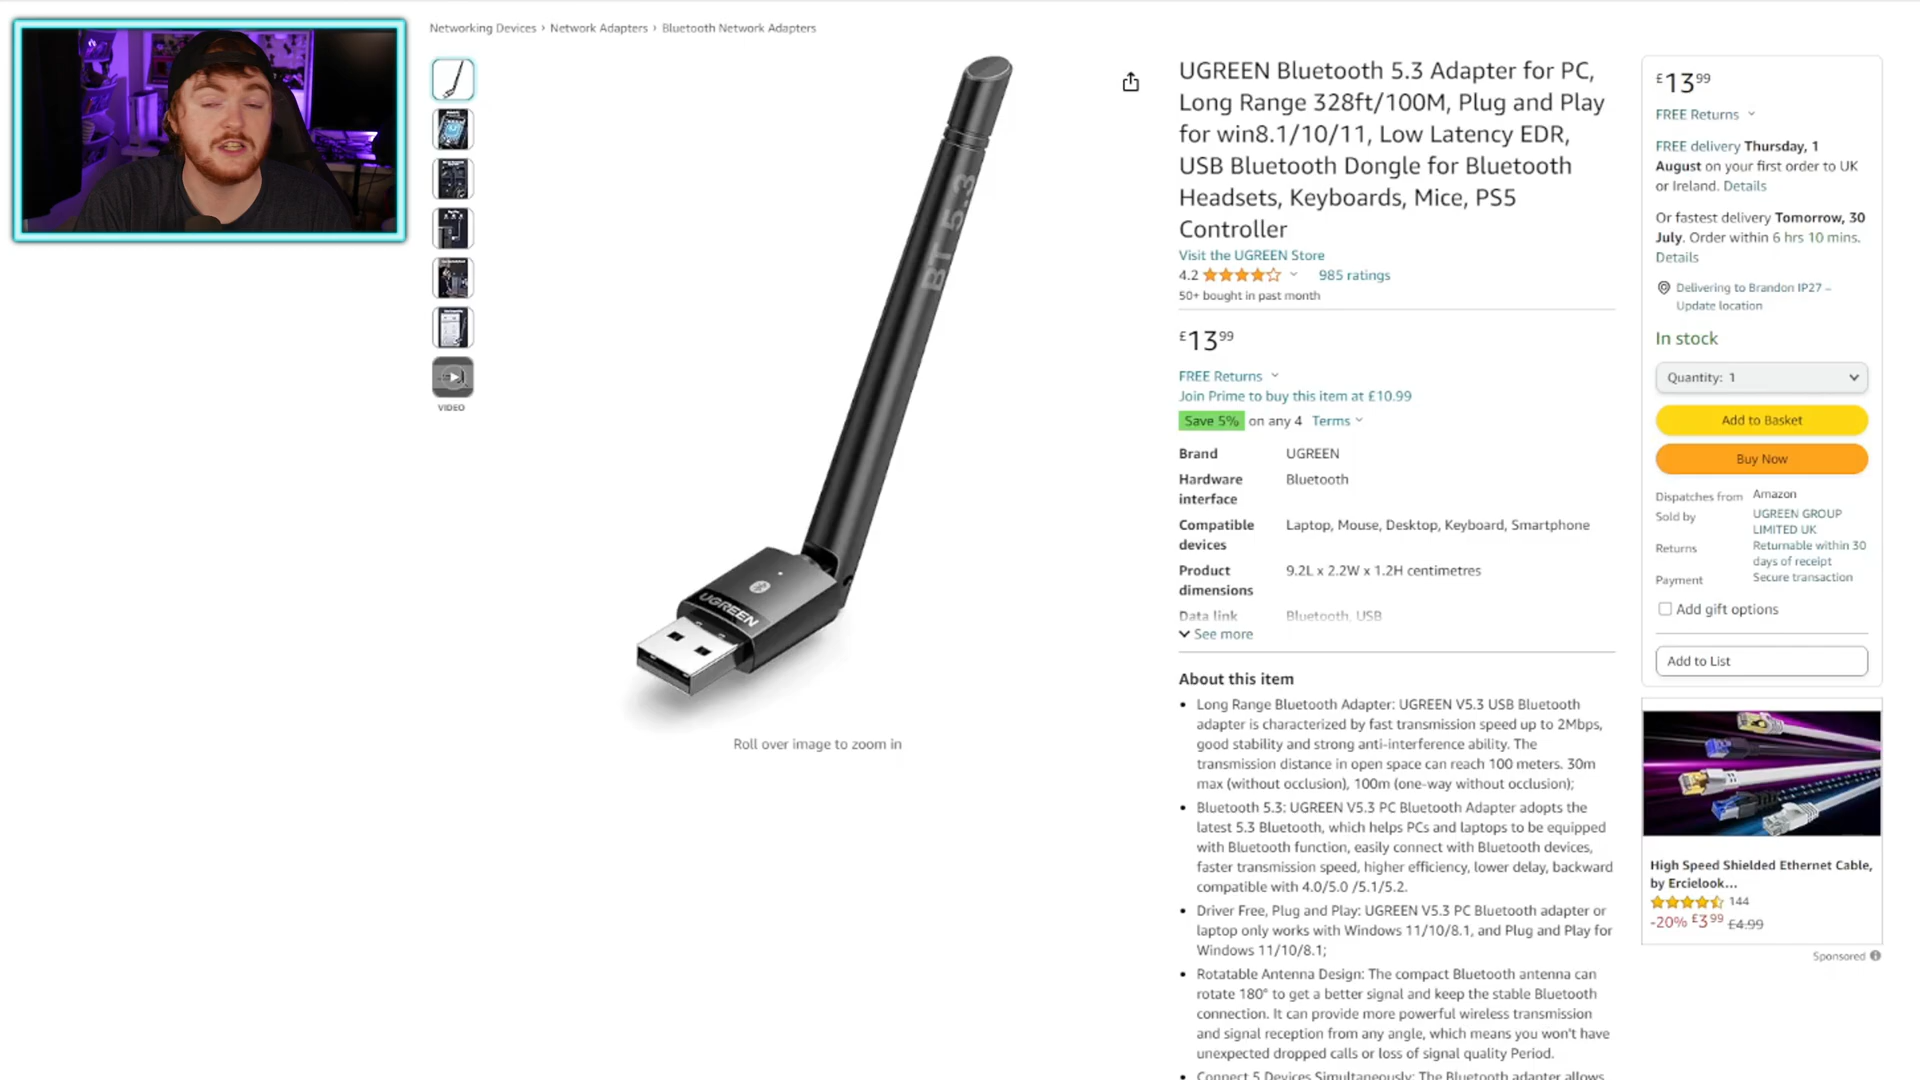 Networking Devices › Network Adapters › Bluetooth Network Adapters
VIDEO
BT 5.3
UGREEN
Roll over image to zoom in
UGREEN Bluetooth 5.3 Adapter for PC,
Long Range 328ft/100M, Plug and Play
for win8.1/10/11, Low Latency EDR,
USB Bluetooth Dongle for Bluetooth
Headsets, Keyboards, Mice, PS5
Controller
Visit the UGREEN Store
4.2 985 ratings
50+ bought in past month
£13 99
FREE Returns
Join Prime to buy this item at £10.99
Save 5% on any 4 Terms
Brand UGREEN
Hardware interface Bluetooth
Compatible devices Laptop, Mouse, Desktop, Keyboard, Smartphone
Product dimensions 9.2L x 2.2W x 1.2H centimetres
Data link Bluetooth, USB
See more
About this item
• Long Range Bluetooth Adapter: UGREEN V5.3 USB Bluetooth
adapter is characterized by fast transmission speed up to 2Mbps,
good stability and strong anti-interference ability. The
transmission distance in open space can reach 100 meters. 30m
max (without occlusion), 100m (one-way without occlusion);
• Bluetooth 5.3: UGREEN V5.3 PC Bluetooth Adapter adopts the
latest 5.3 Bluetooth, which helps PCs and laptops to be equipped
with Bluetooth function, easily connect with Bluetooth devices,
faster transmission speed, higher efficiency, lower delay, backward
compatible with 4.0/5.0 /5.1/5.2.
• Driver Free, Plug and Play: UGREEN V5.3 PC Bluetooth adapter or
laptop only works with Windows 11/10/8.1, and Plug and Play for
Windows 11/10/8.1;
• Rotatable Antenna Design: The compact Bluetooth antenna can
rotate 180° to get a better signal and keep the stable Bluetooth
connection. It can provide more powerful wireless transmission
and signal reception from any angle, which means you won't have
unexpected dropped calls or loss of signal quality Period.
• Connect 5 Devices Simultaneously: The Bluetooth adapter allows
£13 99
FREE Returns
FREE delivery Thursday, 1
August on your first order to UK
or Ireland. Details
Or fastest delivery Tomorrow, 30
July. Order within 6 hrs 10 mins.
Details
Delivering to Brandon IP27 –
Update location
In stock
Quantity: 1
Add to Basket
Buy Now
Dispatches from Amazon
Sold by UGREEN GROUP
LIMITED UK
Returns Returnable within 30
days of receipt
Payment Secure transaction
Add gift options
Add to List
High Speed Shielded Ethernet Cable,
by Ercielook...
144
-20% £3 99 £4.99
Sponsored